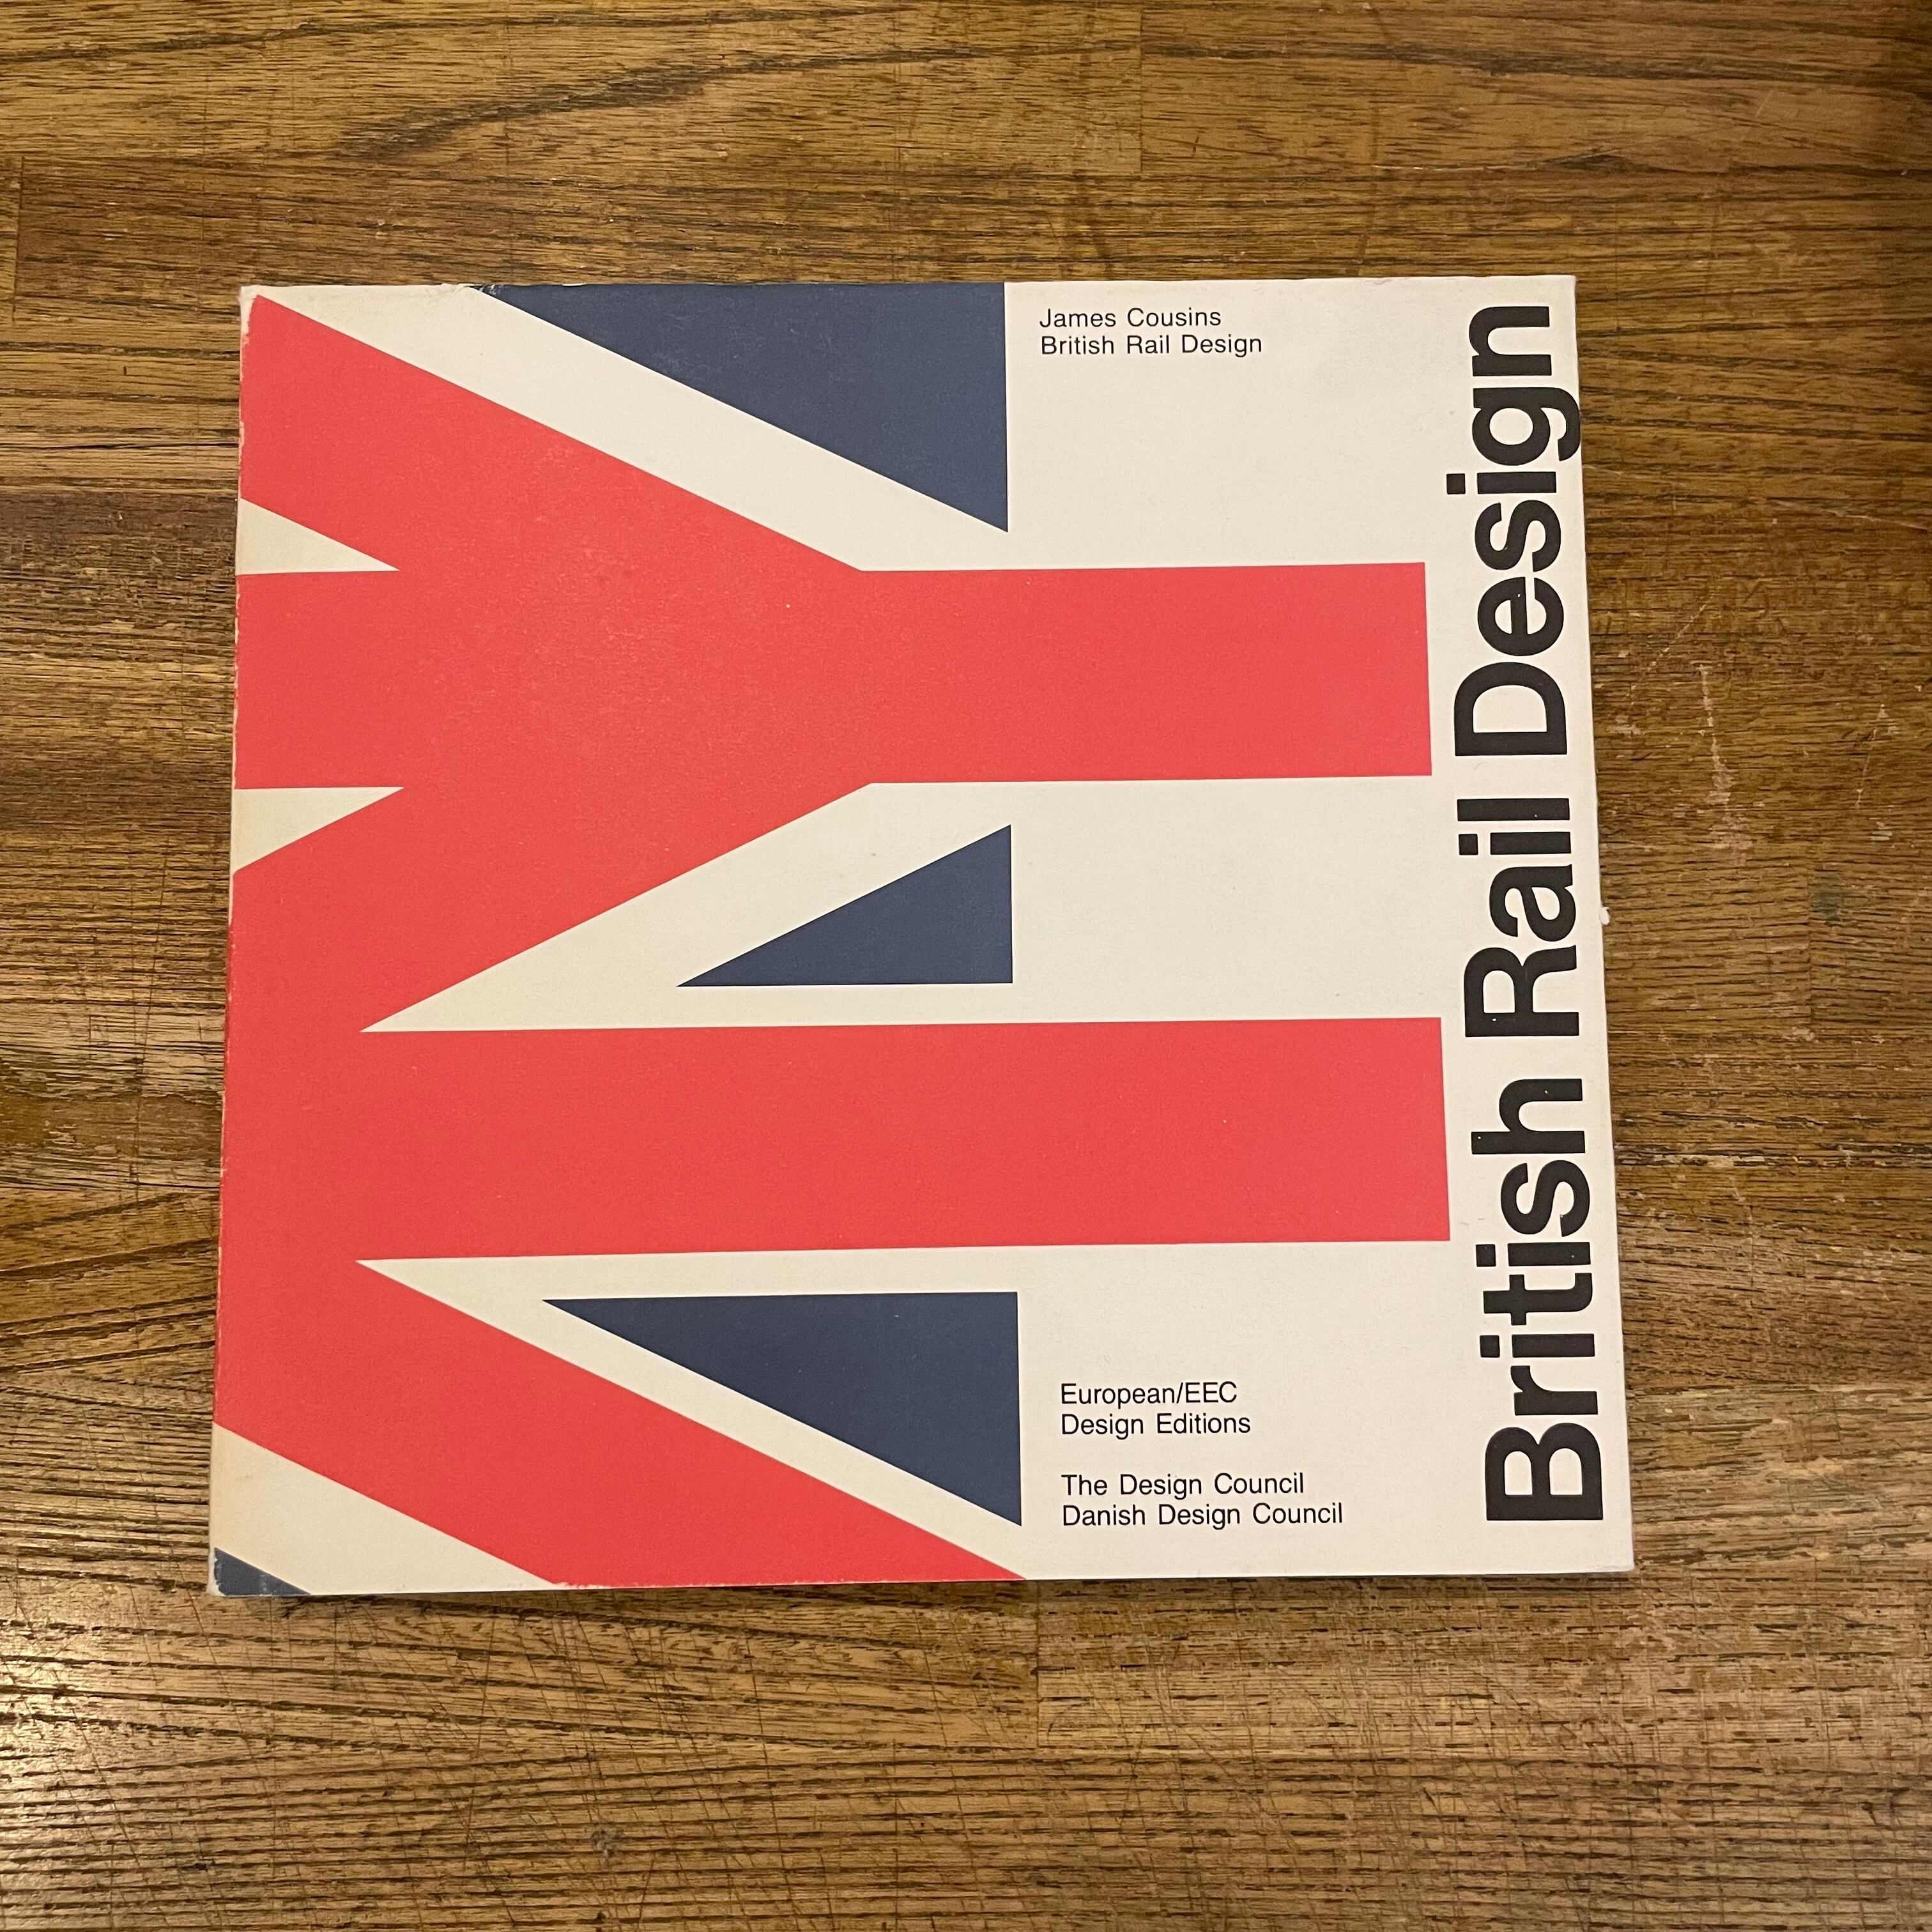 James Cousins
British Rail Design
British Rail Design
European/EEC
Design Editions
The Design Council
Danish Design Council